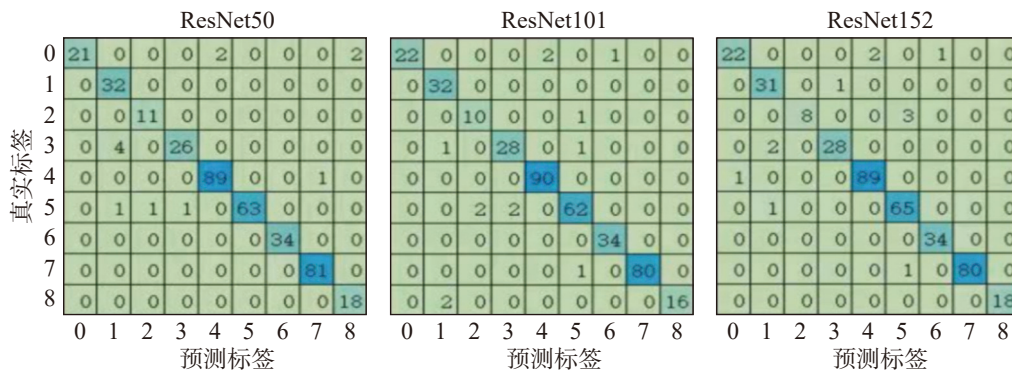 ResNet50 ResNet101 ResNet152
真实标签
0 21 0 0 0 2 0 0 0 2 22 0 0 0 2 0 1 0 0 22 0 0 0 2 0 1 0 0
1 0 32 0 0 0 0 0 0 0 0 32 0 0 0 0 0 0 0 0 31 0 1 0 0 0 0 0
2 0 0 11 0 0 0 0 0 0 0 0 10 0 0 1 0 0 0 0 0 8 0 0 3 0 0 0
3 0 4 0 26 0 0 0 0 0 0 1 0 28 0 1 0 0 0 0 2 0 28 0 0 0 0 0
4 0 0 0 0 89 0 0 1 0 0 0 0 0 90 0 0 0 0 1 0 0 0 89 0 0 0 0
5 0 1 1 1 0 63 0 0 0 0 0 2 2 0 62 0 0 0 0 1 0 0 0 65 0 0 0
6 0 0 0 0 0 0 34 0 0 0 0 0 0 0 0 34 0 0 0 0 0 0 0 0 34 0 0
7 0 0 0 0 0 0 0 81 0 0 0 0 0 0 1 0 80 0 0 0 0 0 0 1 0 80 0
8 0 0 0 0 0 0 0 0 18 0 2 0 0 0 0 0 0 16 0 0 0 0 0 0 0 0 18
0 1 2 3 4 5 6 7 8 0 1 2 3 4 5 6 7 8 0 1 2 3 4 5 6 7 8
预测标签 预测标签 预测标签